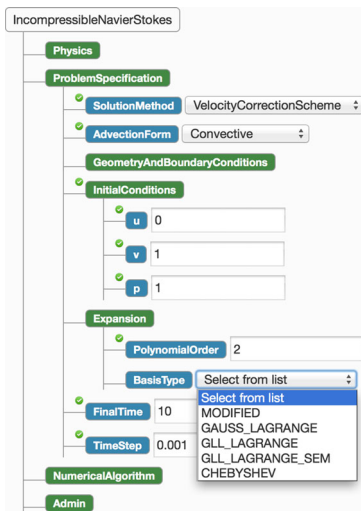 IncompressibleNavierStokes
Physics
ProblemSpecification
SolutionMethod VelocityCorrectionScheme
AdvectionForm Convective
GeometryAndBoundaryConditions
InitialConditions
u 0
v 1
p 1
Expansion
PolynomialOrder 2
BasisType Select from list
Select from list
FinalTime 10 MODIFIED
GAUSS_LAGRANGE
GLL_LAGRANGE
TimeStep 0.001 GLL_LAGRANGE_SEM
CHEBYSHEV
NumericalAlgorithm
Admin